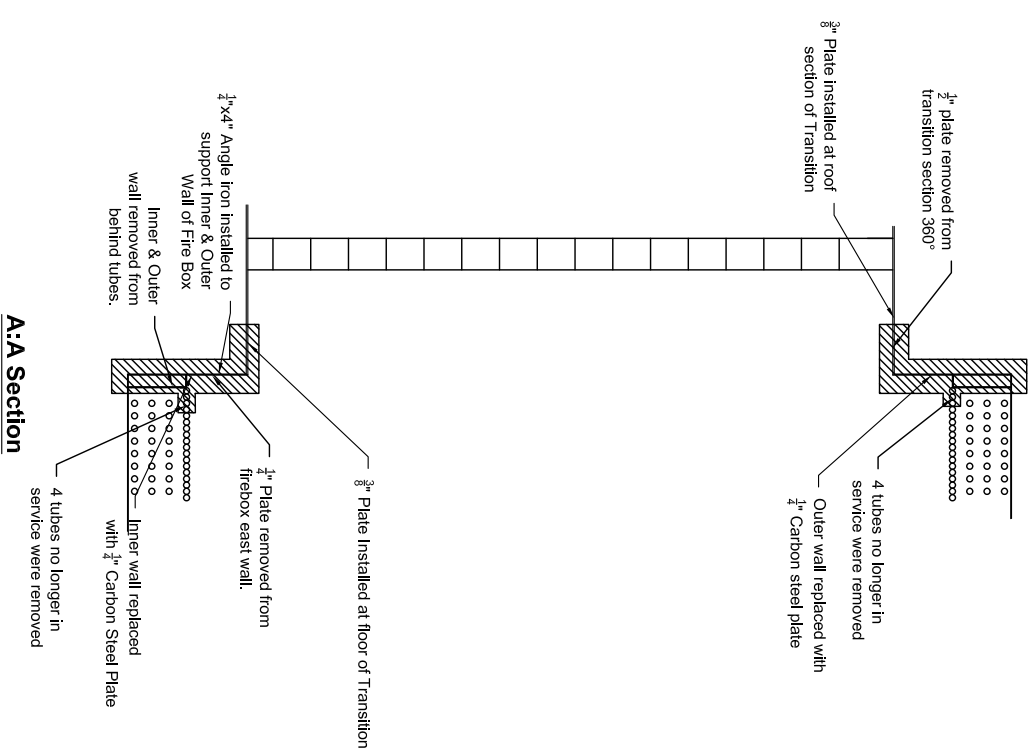 ½" plate removed from
transition section 360°
⅜" Plate installed at roof
section of Transition
4 tubes no longer in
service were removed
Outer wall replaced with
¼" Carbon steel plate
⅜" Plate Installed at floor of Transition
¼"x4" Angle iron installed to
support Inner & Outer
Wall of Fire Box
¼" Plate removed from
firebox east wall.
Inner & Outer
wall removed from
behind tubes.
Inner wall replaced
with ¼" Carbon Steel Plate
4 tubes no longer in
service were removed
A:A Section